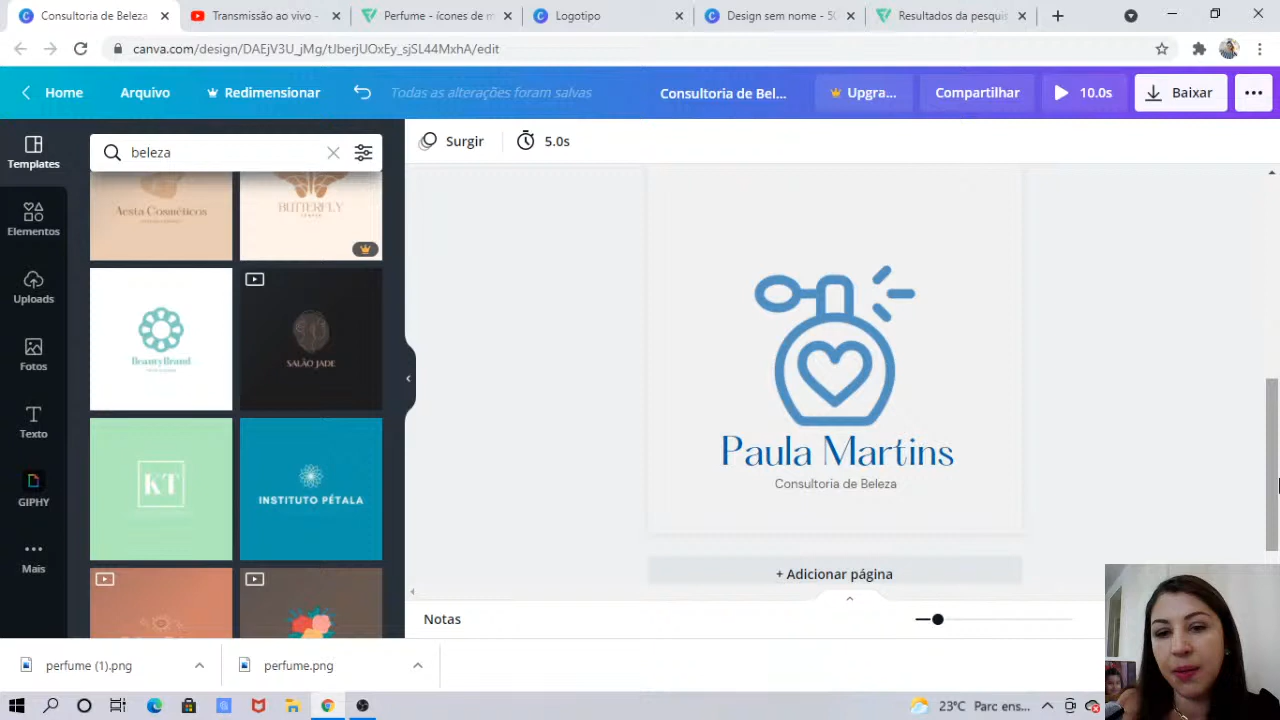 Consultoria de Beleza
Transmissão ao vivo -
Perfume - ícones de m
Logotipo
Design sem nome - 50
Resultados da pesquis
canva.com/design/DAEjV3U_jMg/tJberjUOxEy_sjSL44MxhA/edit
Home
Arquivo
Redimensionar
Todas as alterações foram salvas
Consultoria de Bel...
Upgra...
Compartilhar
10.0s
Baixar
Templates
Elementos
Uploads
Fotos
Texto
GIPHY
Mais
beleza
Surgir
5.0s
Aesta Cosméticos
BUTTERFLY
BeautyBrand
SALÃO JADE
KT
INSTITUTO PÉTALA
Paula Martins
Consultoria de Beleza
+ Adicionar página
Notas
perfume (1).png
perfume.png
23°C
Parc ens...